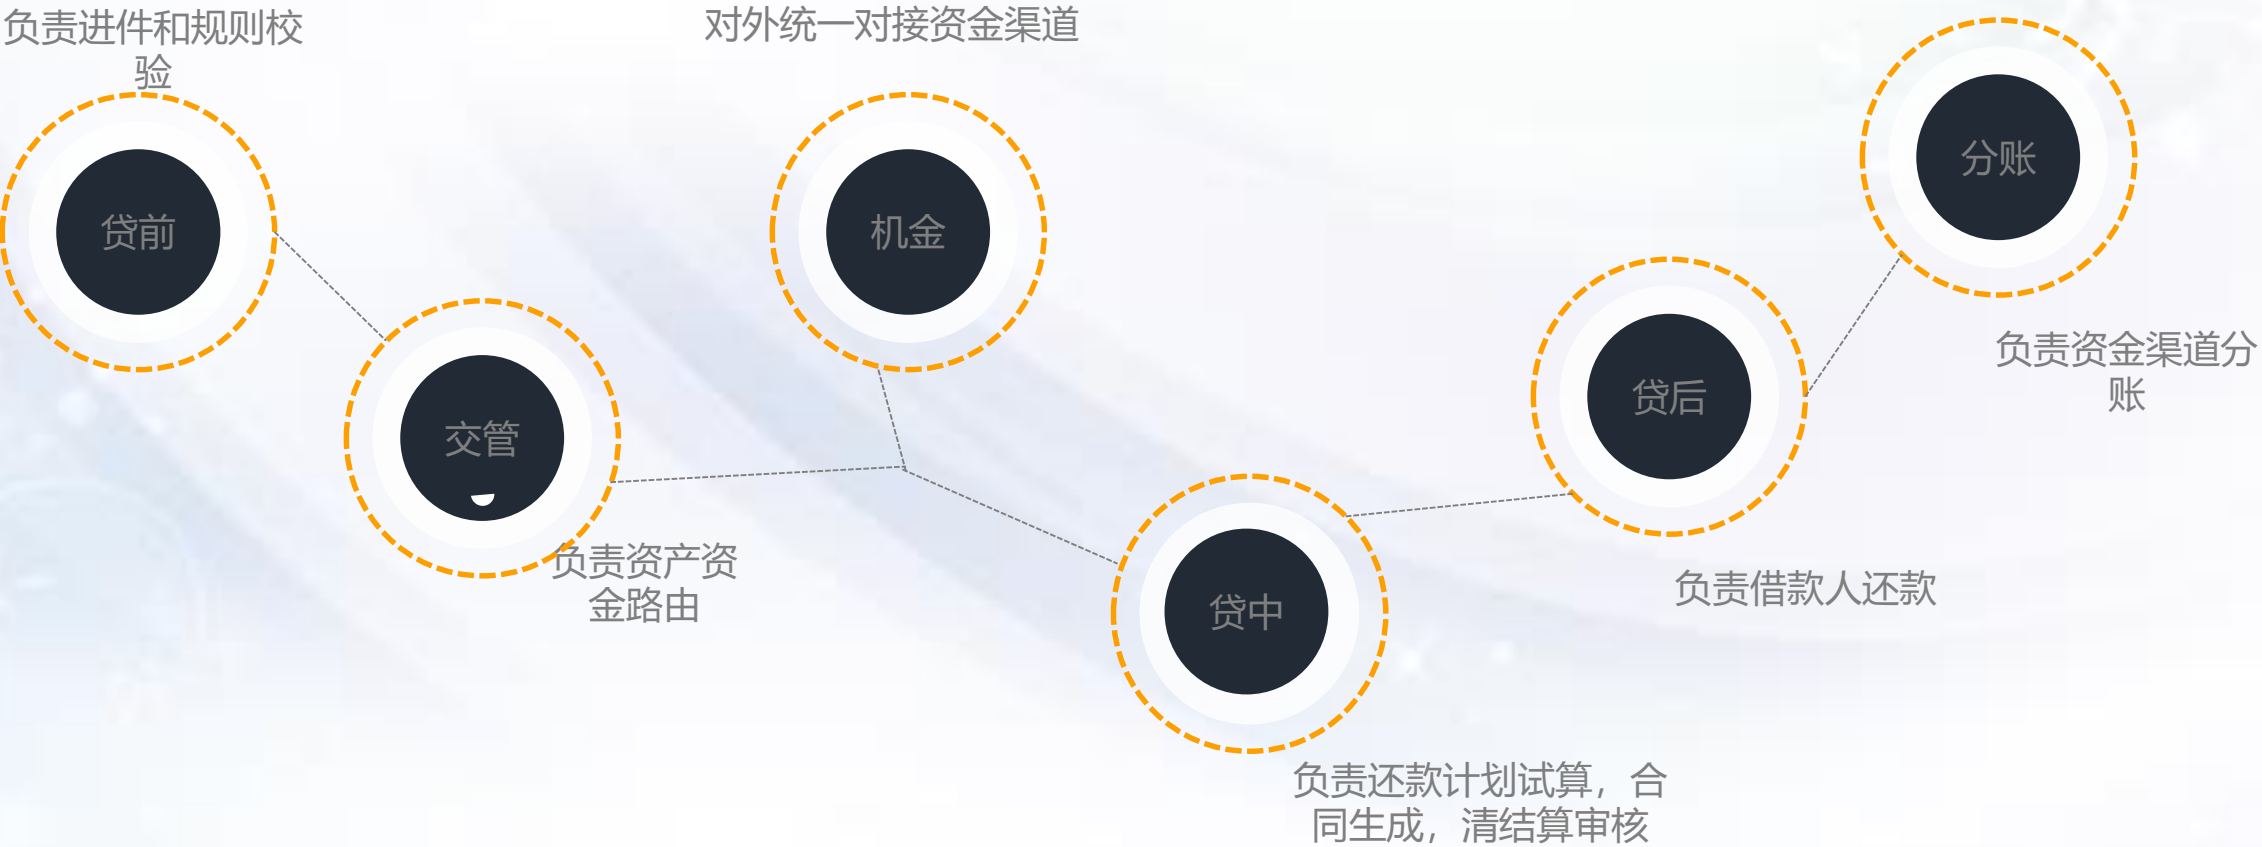 负责进件和规则校
验
贷前
交管
负责资产资
金路由
对外统一对接资金渠道
机金
贷中
负责还款计划试算，合
同生成，清结算审核
贷后
负责借款人还款
分账
负责资金渠道分
账